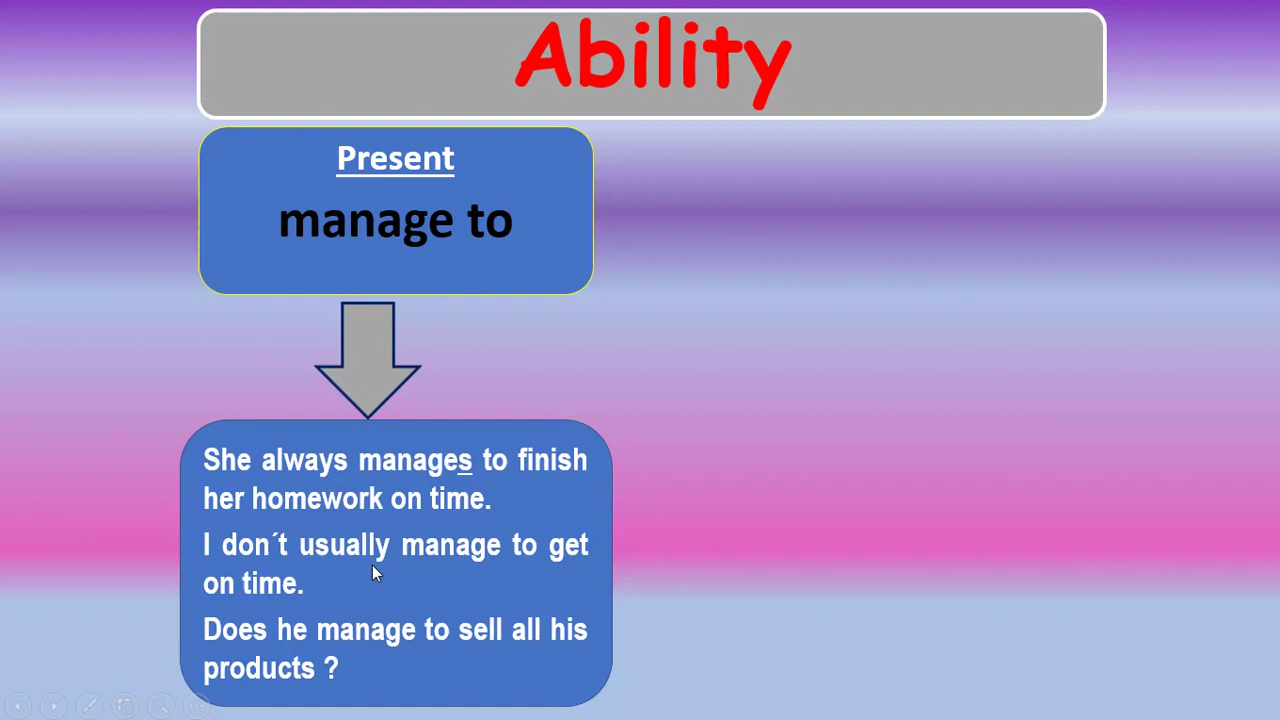 Ability
Present
manage to
She always manages to finish
her homework on time.
I don´t usually manage to get
on time.
Does he manage to sell all his
products ?